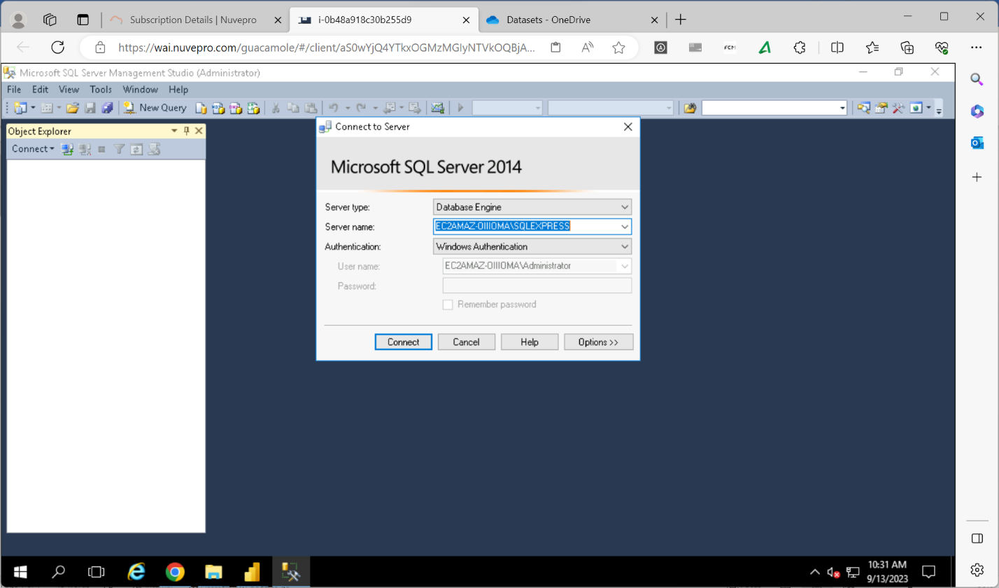 Subscription Details | Nuvepro
i-0b48a918c30b255d9
Datasets - OneDrive
https://wai.nuvepro.com/guacamole/#/client/aS0wYjQ4YTkxOGMzMGIyNTVkOQBjA...
FCM
Microsoft SQL Server Management Studio (Administrator)
File Edit View Tools Window Help
New Query
Object Explorer
Connect
Connect to Server
Microsoft SQL Server 2014
Server type: Database Engine
Server name: EC2AMAZ-OIIIOMA\SQLEXPRESS
Authentication: Windows Authentication
User name: EC2AMAZ-OIIIOMA\Administrator
Password:
Remember password
Connect Cancel Help Options >>
10:31 AM
9/13/2023